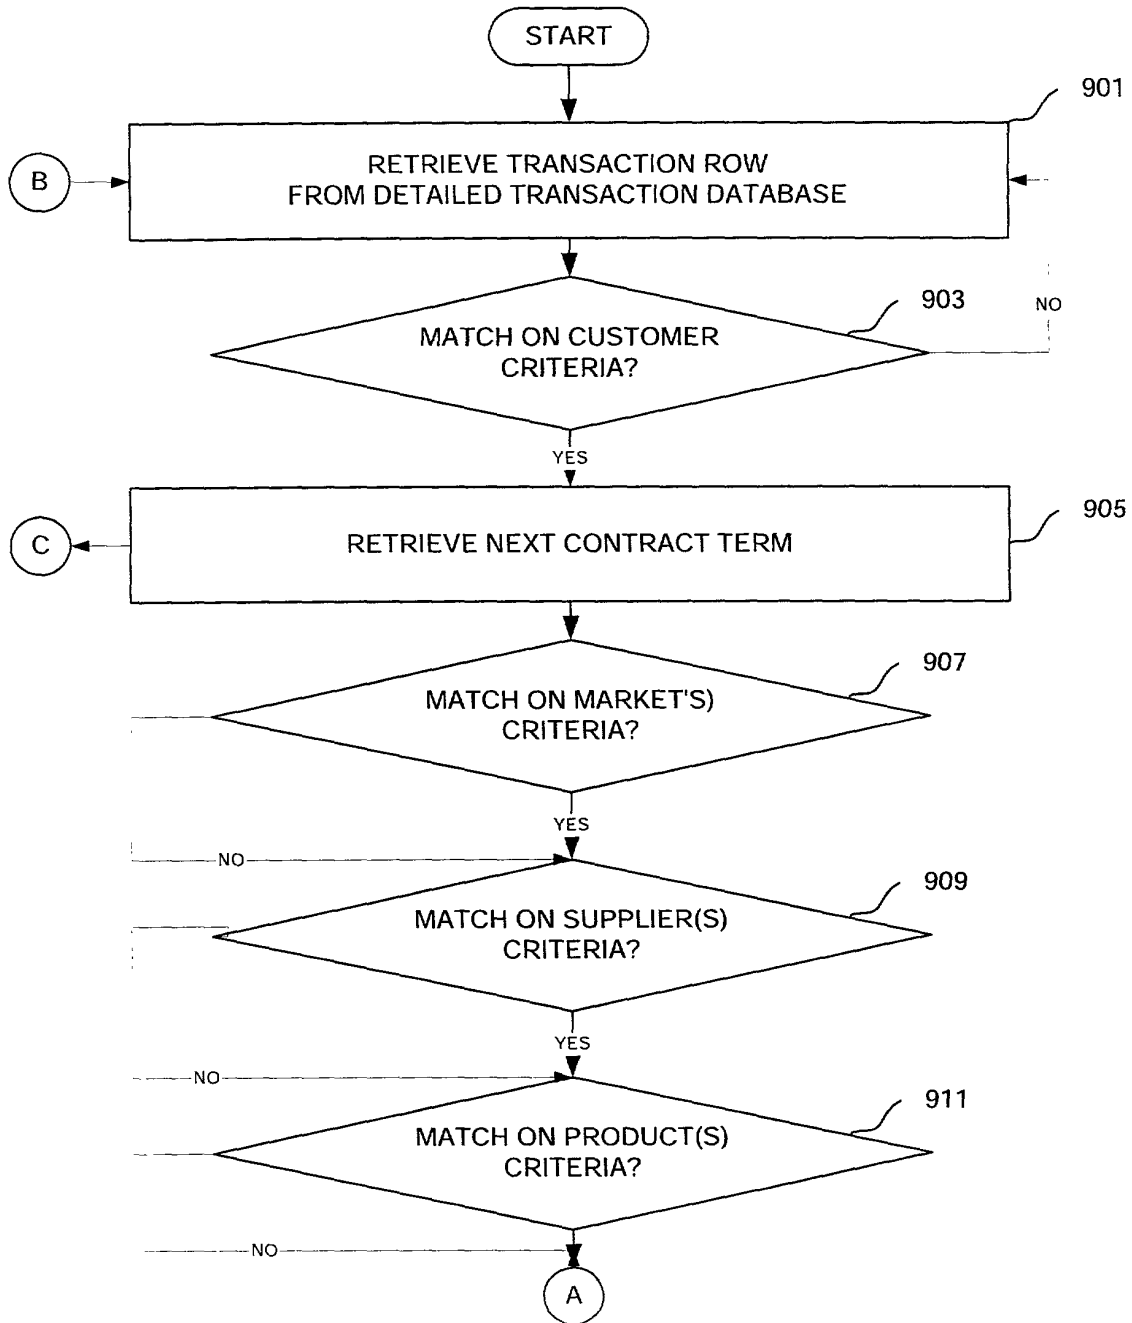 START
901
B
RETRIEVE TRANSACTION ROW
FROM DETAILED TRANSACTION DATABASE
903
NO
MATCH ON CUSTOMER
CRITERIA?
YES
905
C
RETRIEVE NEXT CONTRACT TERM
907
MATCH ON MARKET'S)
CRITERIA?
YES
NO
909
MATCH ON SUPPLIER(S)
CRITERIA?
YES
NO
911
MATCH ON PRODUCT(S)
CRITERIA?
NO
A